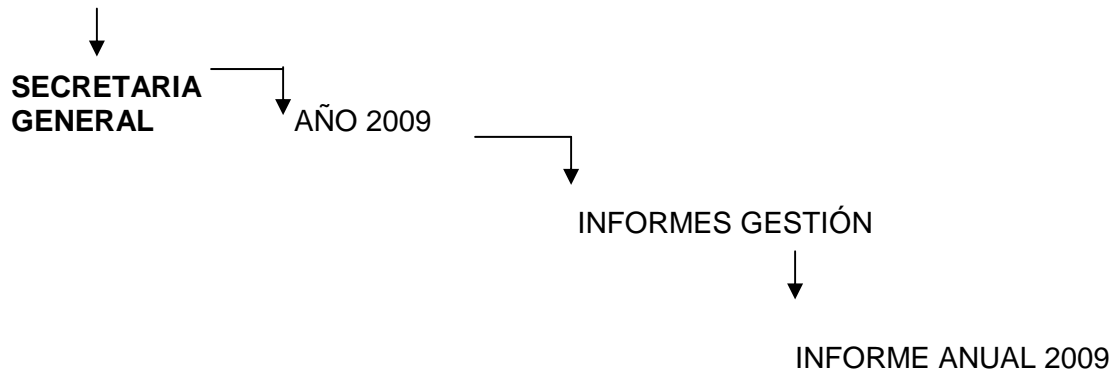 SECRETARIA
GENERAL
AÑO 2009
INFORMES GESTIÓN
INFORME ANUAL 2009